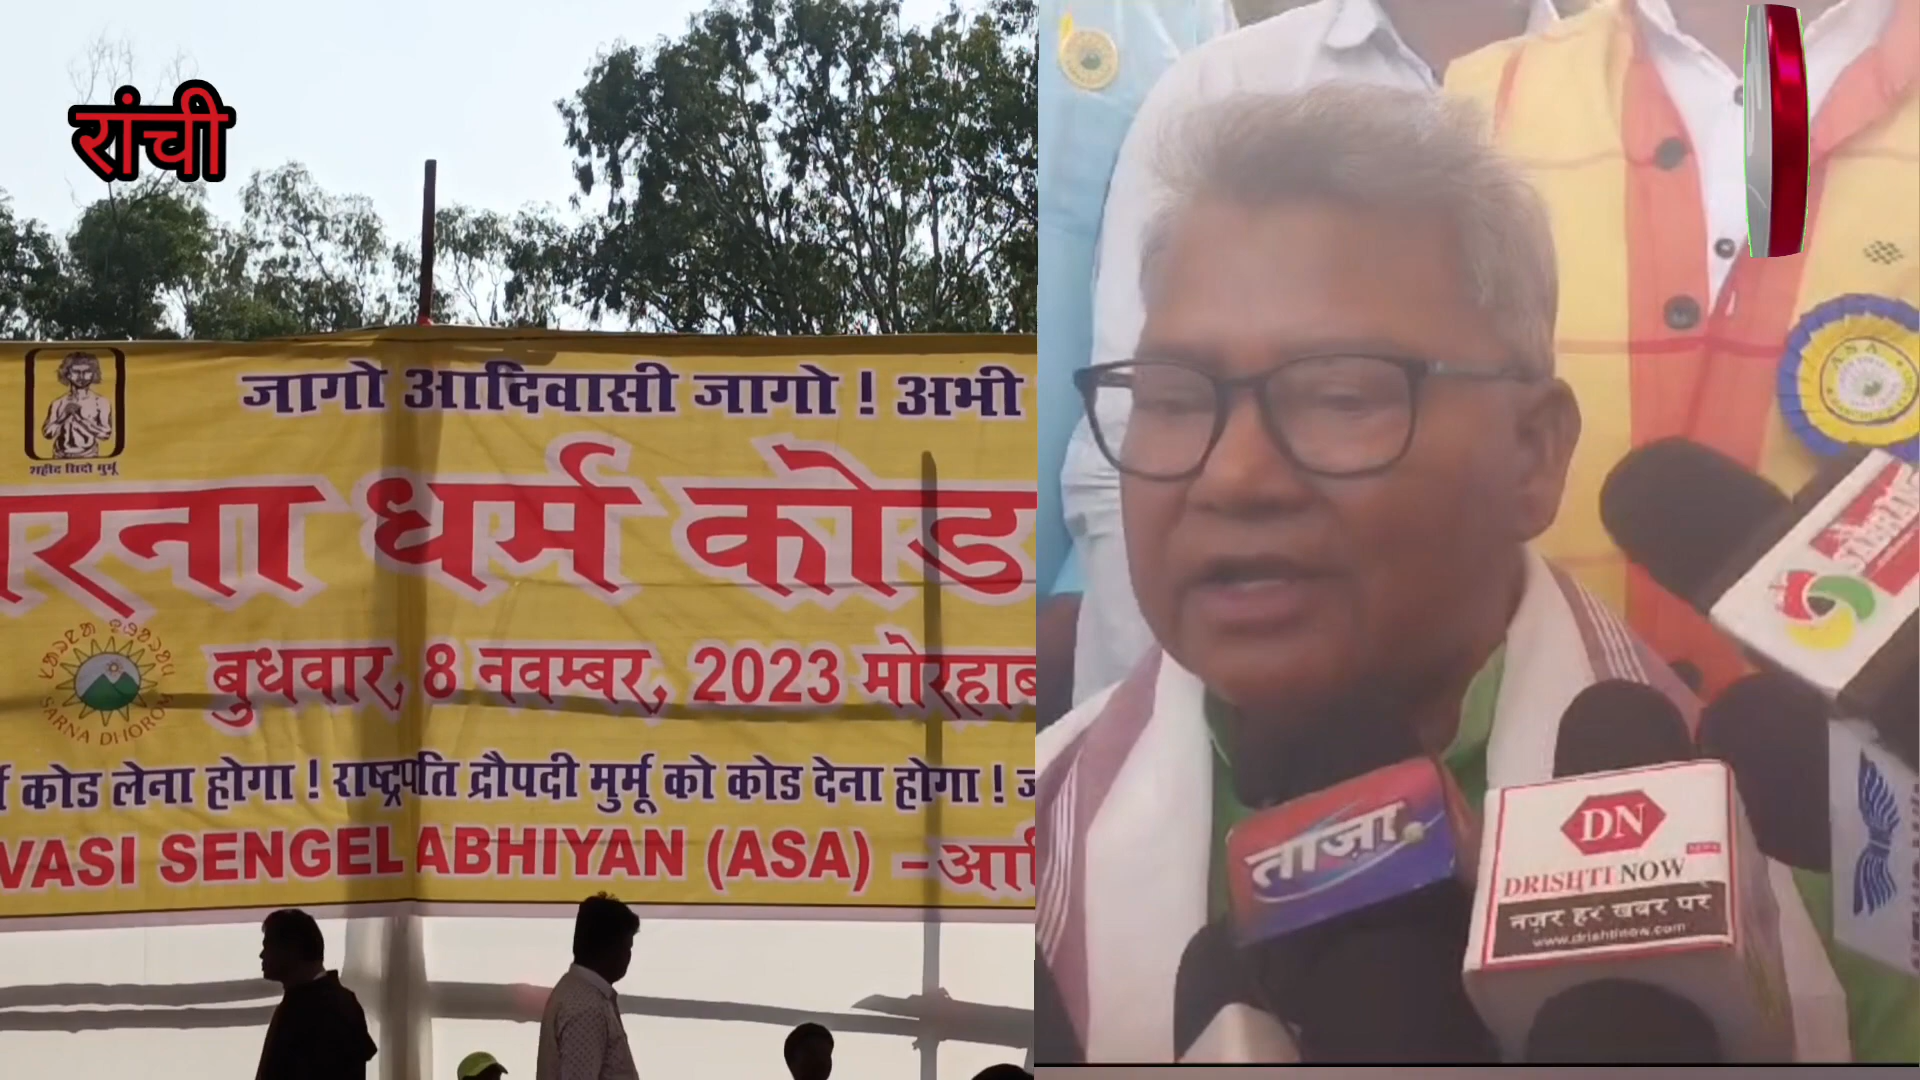 रांची
जागो आदिवासी जागो ! अभी
शहीद सिदो मुर्मू
रना धर्म कोड
बुधवार, 8 नवम्बर, 2023 मोरहाब
SARNA DHOROM
कोड लेना होगा ! राष्ट्रपति द्रौपदी मुर्मू को कोड देना होगा !
VASI SENGEL ABHIYAN (ASA) – आदि
ASA
ताज़ा
DN
DRISHTI NOW
नज़र हर खबर पर
www.drishtinow.com